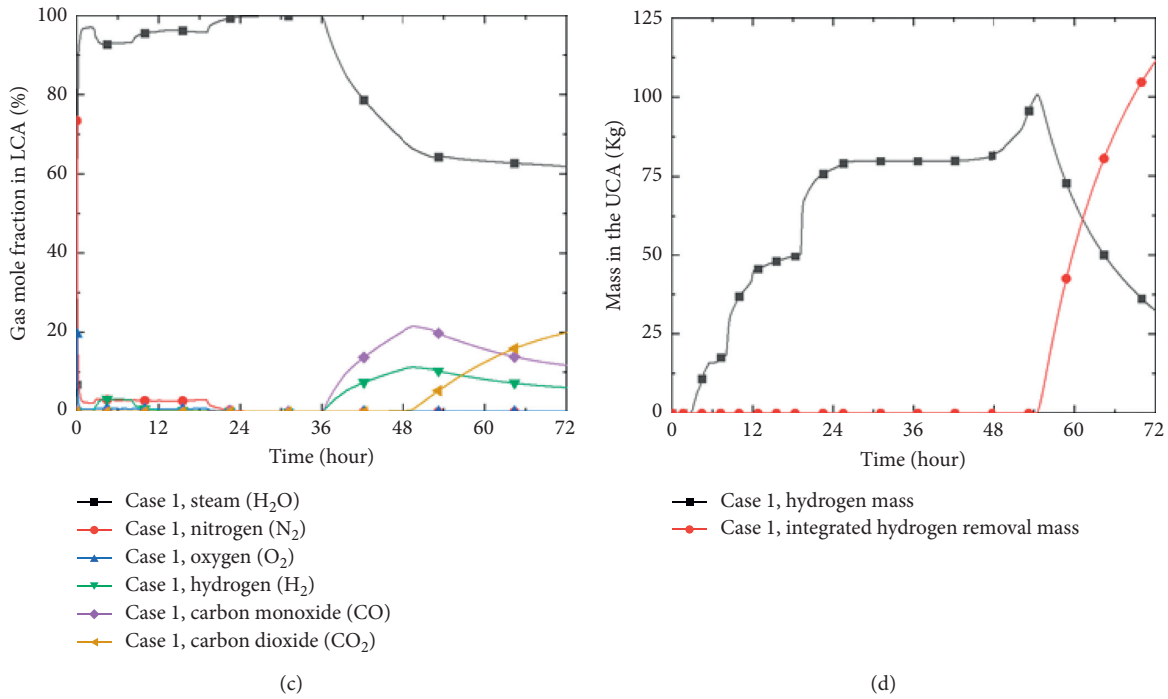 Gas mole fraction in LCA (%)
100
80
60
40
20
0
0 12 24 36 48 60 72
Time (hour)
Case 1, steam (H₂O)
Case 1, nitrogen (N₂)
Case 1, oxygen (O₂)
Case 1, hydrogen (H₂)
Case 1, carbon monoxide (CO)
Case 1, carbon dioxide (CO₂)
(c)
Mass in the UCA (Kg)
125
100
75
50
25
0
0 12 24 36 48 60 72
Time (hour)
Case 1, hydrogen mass
Case 1, integrated hydrogen removal mass
(d)